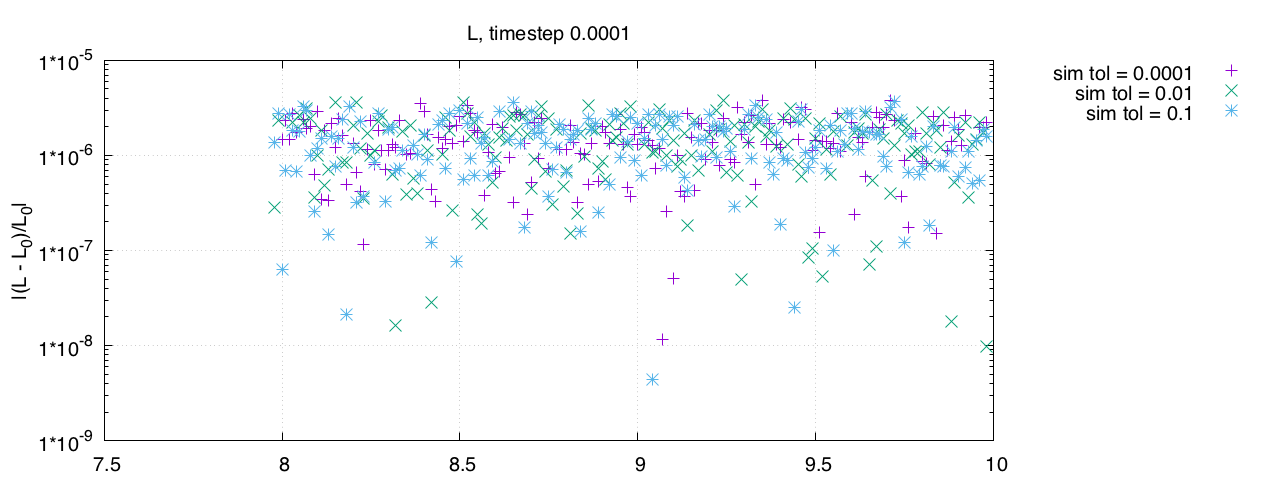 L, timestep 0.0001
sim tol = 0.0001
sim tol = 0.01
sim tol = 0.1
|(L - L0)/L0|
1*10-5
1*10-6
1*10-7
1*10-8
1*10-9
7.5 8 8.5 9 9.5 10